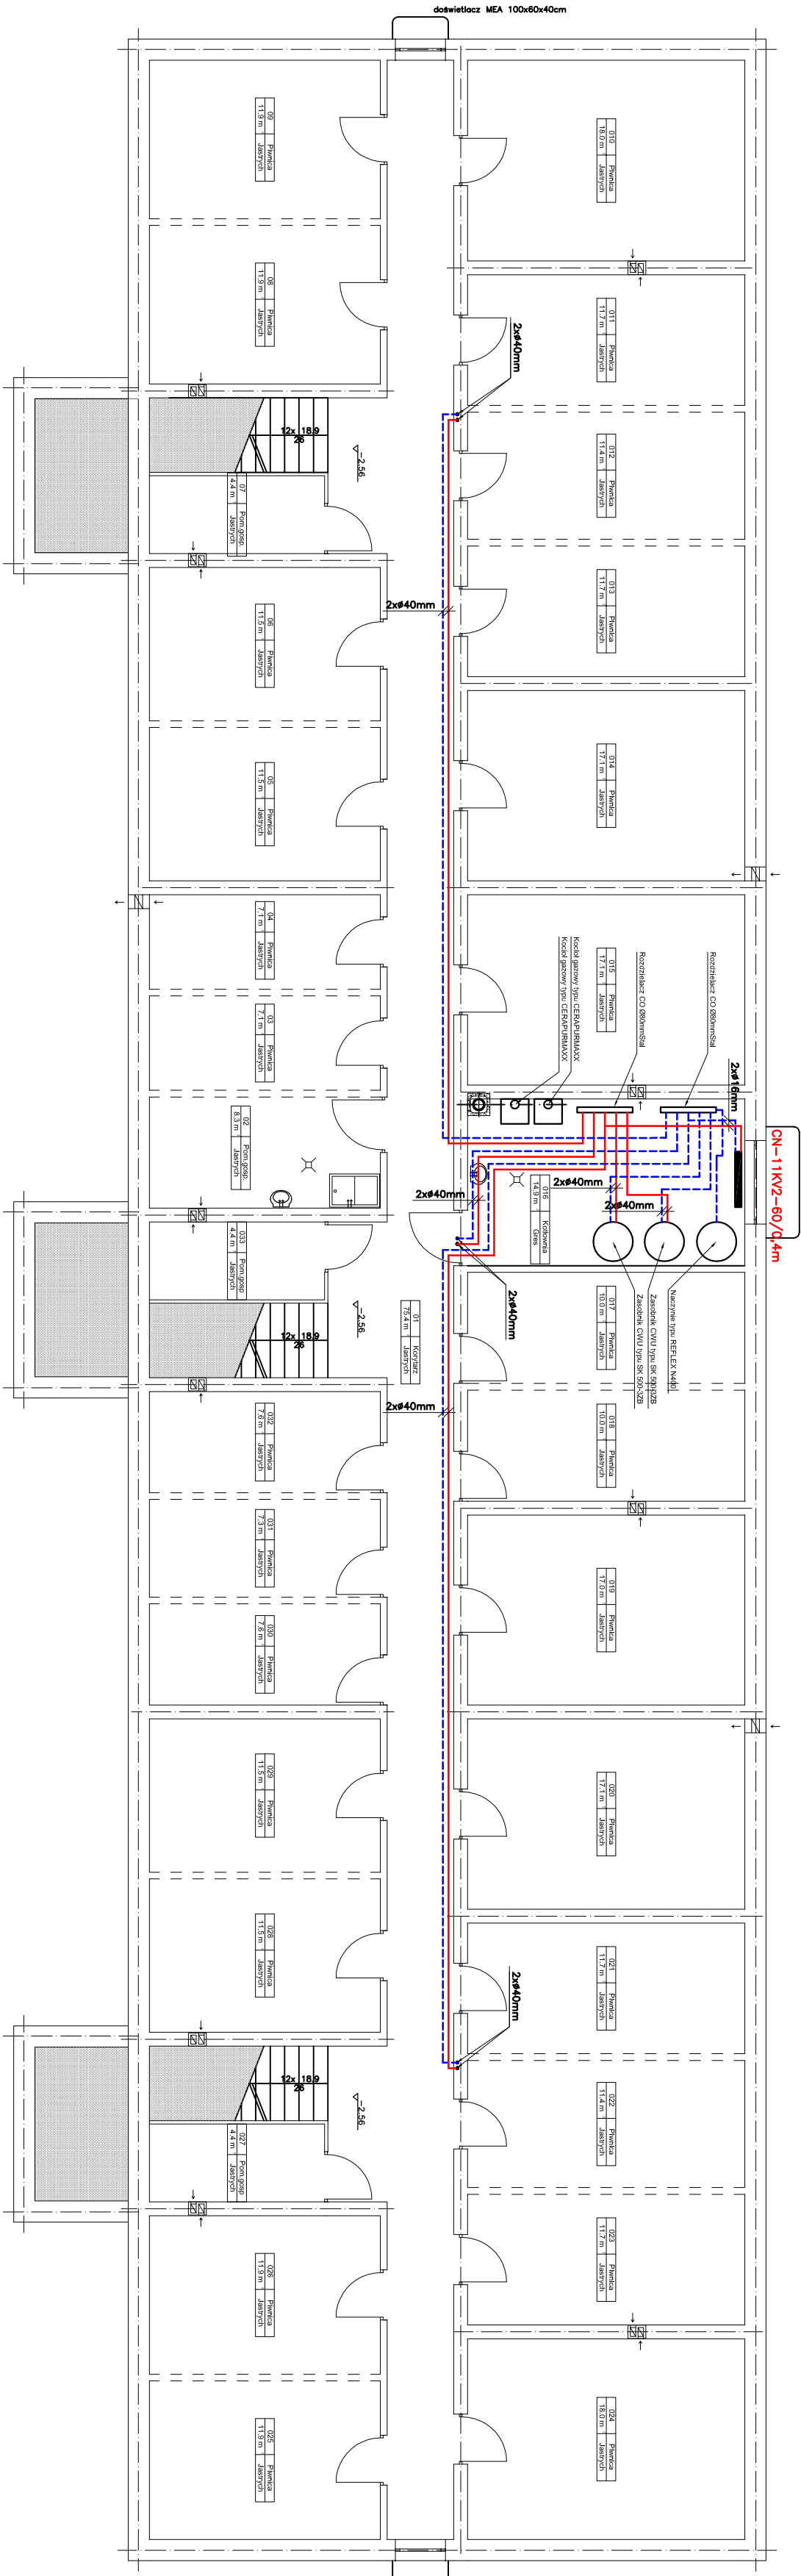 doświetlacz MEA 100x60x40cm
CN-11KV2-60/0,4m
010 Piwnica
18.0 m Jastrych
09 Piwnica
11.9 m Jastrych
011 Piwnica
11.7 m Jastrych
08 Piwnica
11.9 m Jastrych
2xø40mm
012 Piwnica
11.4 m Jastrych
12x 18.9
26
-2.56
07 Pom.gosp.
4.4 m Jastrych
013 Piwnica
11.7 m Jastrych
2xø40mm
06 Piwnica
11.5 m Jastrych
014 Piwnica
17.1 m Jastrych
05 Piwnica
11.5 m Jastrych
015 Piwnica
17.1 m Jastrych
04 Piwnica
7.1 m Jastrych
03 Piwnica
7.1 m Jastrych
Rozdzielacz CO Ø80mmStal
Rozdzielacz CO Ø80mmStal
Kocioł gazowy typu CERAPURMAXX
Kocioł gazowy typu CERAPURMAXX
2xø16mm
02 Pom.gosp.
8.3 m Jastrych
016 Kotłownia
14.9 m Gres
2xø40mm
2xø40mm
2xø40mm
033 Pom.gosp
4.4 m Jastrych
2xø40mm
Naczynie typu REFLEX N400
Zasobnik CWU typu SK 500-3ZB
Zasobnik CWU typu SK 500-3ZB
017 Piwnica
10.0 m Jastrych
01 Korytarz
75.4 m Jastrych
-2.56
12x 18.9
26
018 Piwnica
10.0 m Jastrych
2xø40mm
032 Piwnica
7.6 m Jastrych
031 Piwnica
7.3 m Jastrych
019 Piwnica
17.0 m Jastrych
030 Piwnica
7.6 m Jastrych
020 Piwnica
17.1 m Jastrych
029 Piwnica
11.5 m Jastrych
028 Piwnica
11.5 m Jastrych
021 Piwnica
11.7 m Jastrych
2xø40mm
022 Piwnica
11.4 m Jastrych
12x 18.9
26
-2.56
027 Pom.gosp
4.4 m Jastrych
023 Piwnica
11.7 m Jastrych
026 Piwnica
11.9 m Jastrych
024 Piwnica
18.0 m Jastrych
025 Piwnica
11.9 m Jastrych